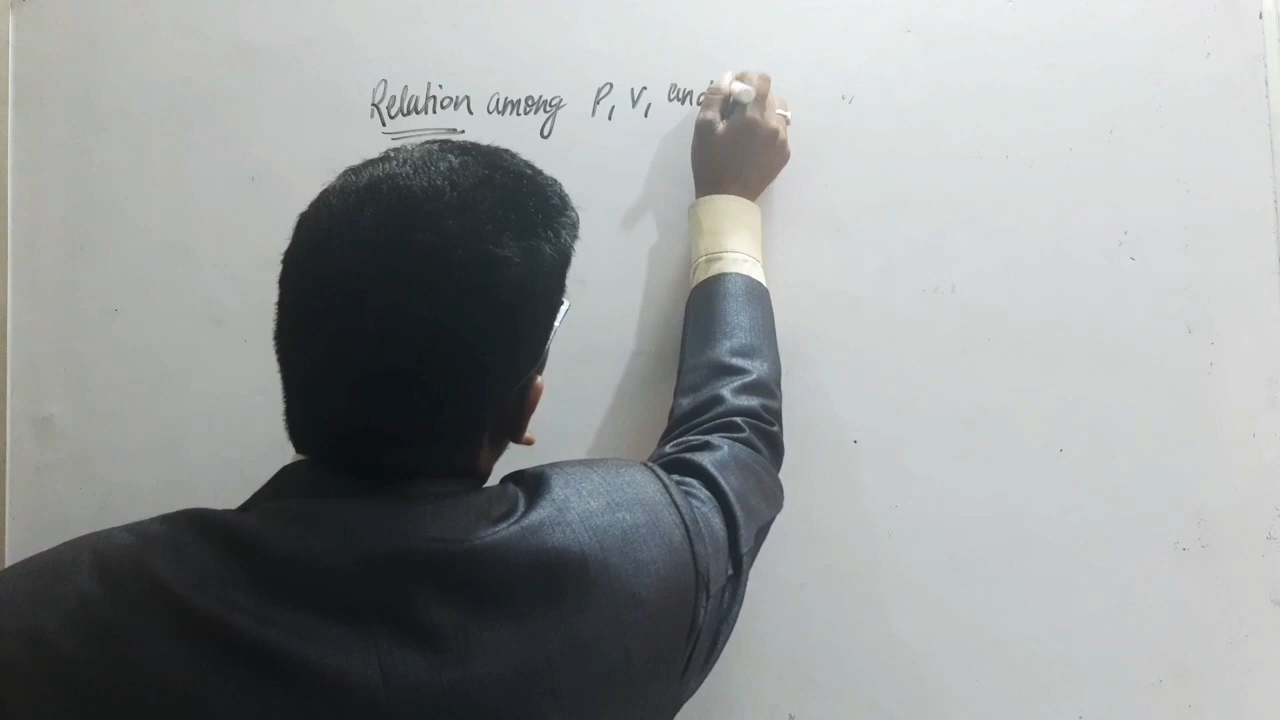 Relation among P, V, and